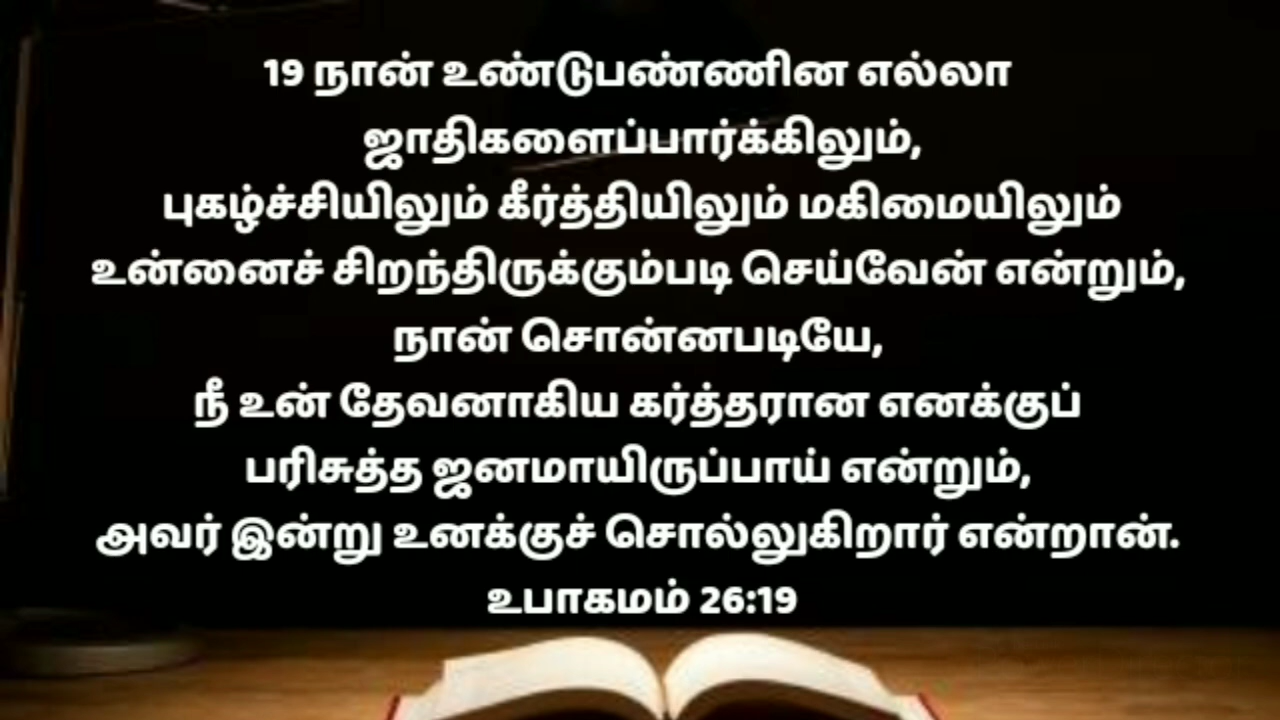 19 நான் உண்டுபண்ணின எல்லா
ஜாதிகளைப்பார்க்கிலும்,
புகழ்ச்சியிலும் கீர்த்தியிலும் மகிமையிலும்
உன்னைச் சிறந்திருக்கும்படி செய்வேன் என்றும்,
நான் சொன்னபடியே,
நீ உன் தேவனாகிய கர்த்தரான எனக்குப்
பரிசுத்த ஜனமாயிருப்பாய் என்றும்,
அவர் இன்று உனக்குச் சொல்லுகிறார் என்றான்.
உபாகமம் 26:19